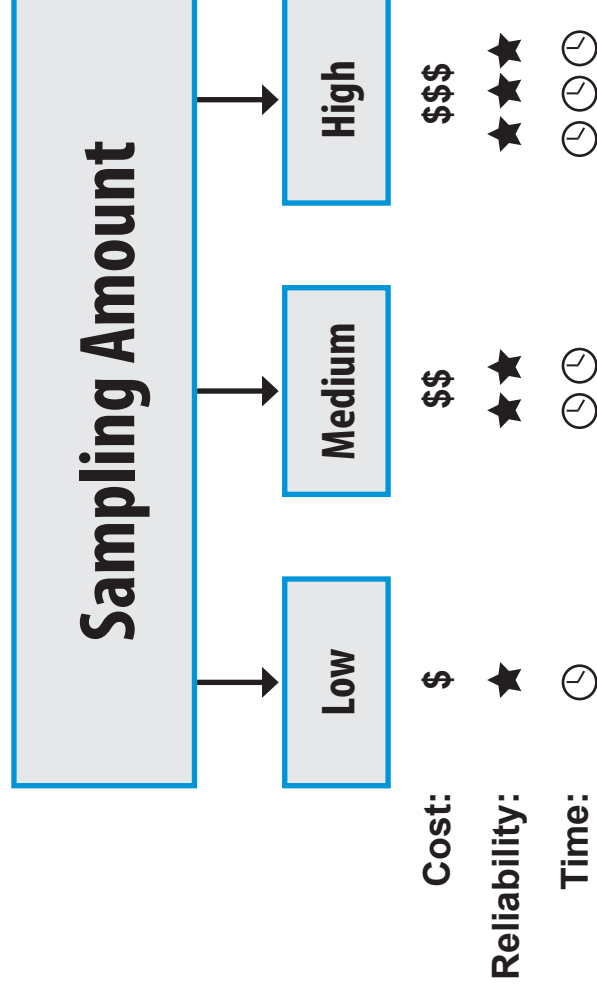 Sampling Amount
Low
Medium
High
Cost: $ $$ $$$
Reliability:
Time: